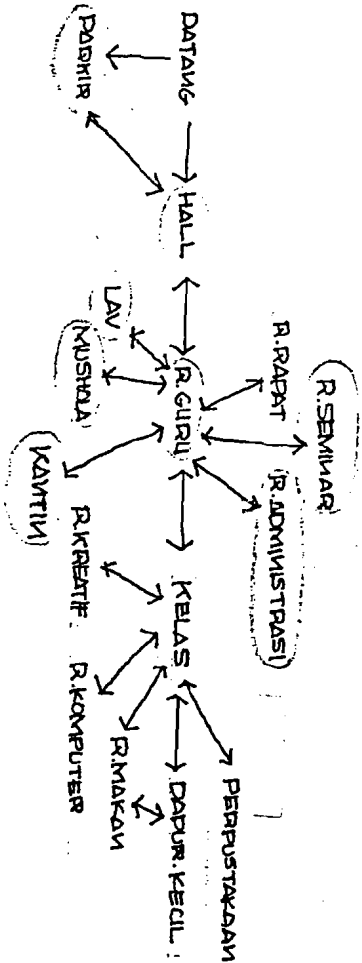 DATANG
PARKIR
HALL
R.SEMINAR
R.RAPAT
R.ADMINISTRASI
R.GURU
LAV.
MUSHOLA
KANTIN
KELAS
PERPUSTAKAAN
DAPUR.KECIL
R.MAKAN
R.KOMPUTER
R.KREATIF.